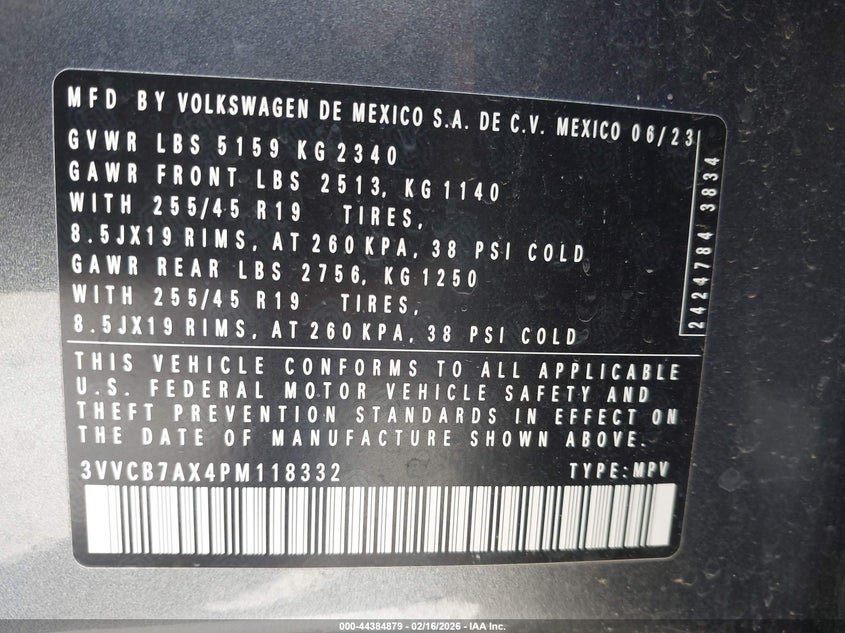 MFD BY VOLKSWAGEN DE MEXICO S.A. DE C.V. MEXICO 06/23
GVWR LBS 5159 KG 2340
GAWR FRONT LBS 2513, KG 1140
WITH 255/45 R19 TIRES,
8.5JX19 RIMS, AT 260 KPA, 38 PSI COLD
GAWR REAR LBS 2756, KG 1250
WITH 255/45 R19 TIRES,
8.5JX19 RIMS, AT 260 KPA, 38 PSI COLD
2424784 3834
THIS VEHICLE CONFORMS TO ALL APPLICABLE
U.S. FEDERAL MOTOR VEHICLE SAFETY AND
THEFT PREVENTION STANDARDS IN EFFECT ON
THE DATE OF MANUFACTURE SHOWN ABOVE.
3VVCB7AX4PM118332 TYPE: MPV
000-44384879 - 02/16/2026 - IAA Inc.